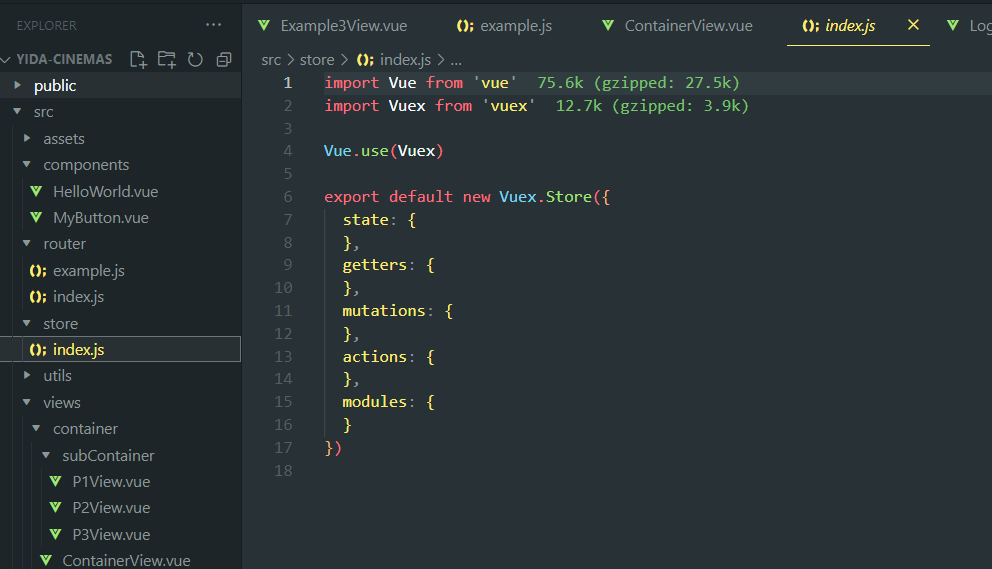 EXPLORER
YIDA-CINEMAS
public
src
assets
components
HelloWorld.vue
MyButton.vue
router
example.js
index.js
store
index.js
utils
views
container
subContainer
P1View.vue
P2View.vue
P3View.vue
ContainerView.vue
Example3View.vue
example.js
ContainerView.vue
index.js
Log
src > store > index.js > ...
1 import Vue from 'vue' 75.6k (gzipped: 27.5k)
2 import Vuex from 'vuex' 12.7k (gzipped: 3.9k)
3
4 Vue.use(Vuex)
5
6 export default new Vuex.Store({
7 state: {
8 },
9 getters: {
10 },
11 mutations: {
12 },
13 actions: {
14 },
15 modules: {
16 }
17 })
18